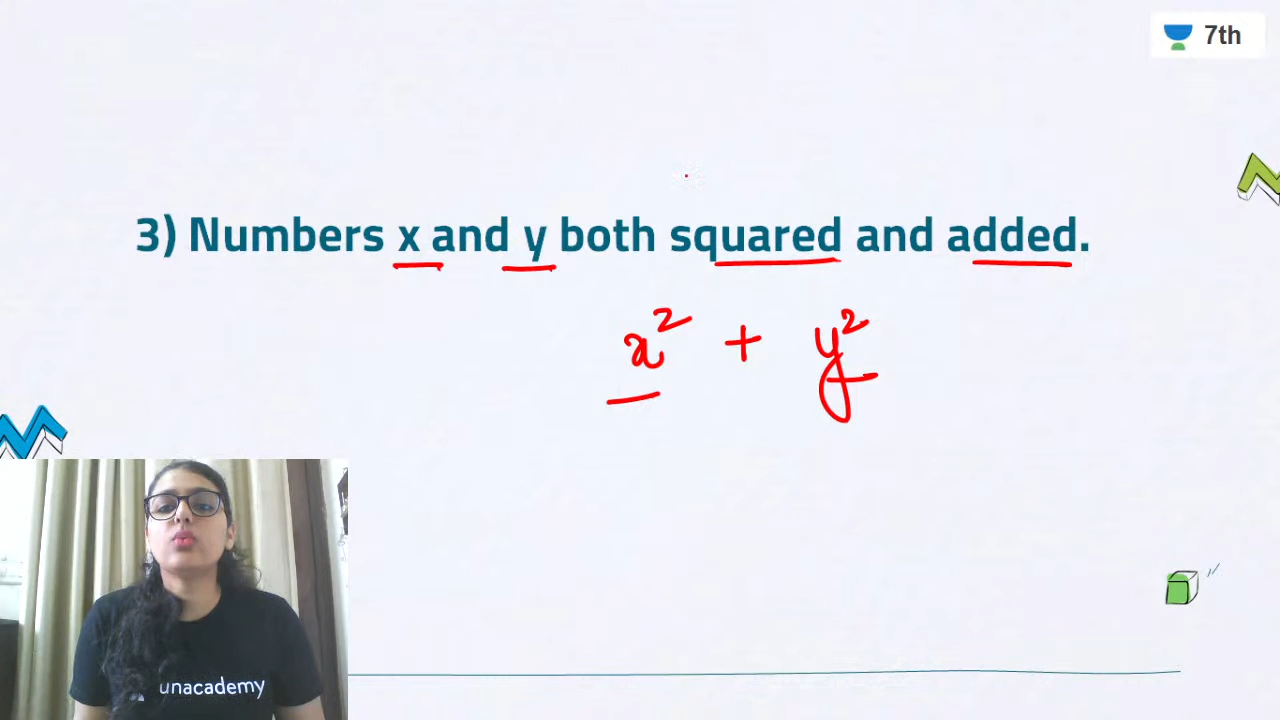 7th
3) Numbers x and y both squared and added.
x² + y²
unacademy